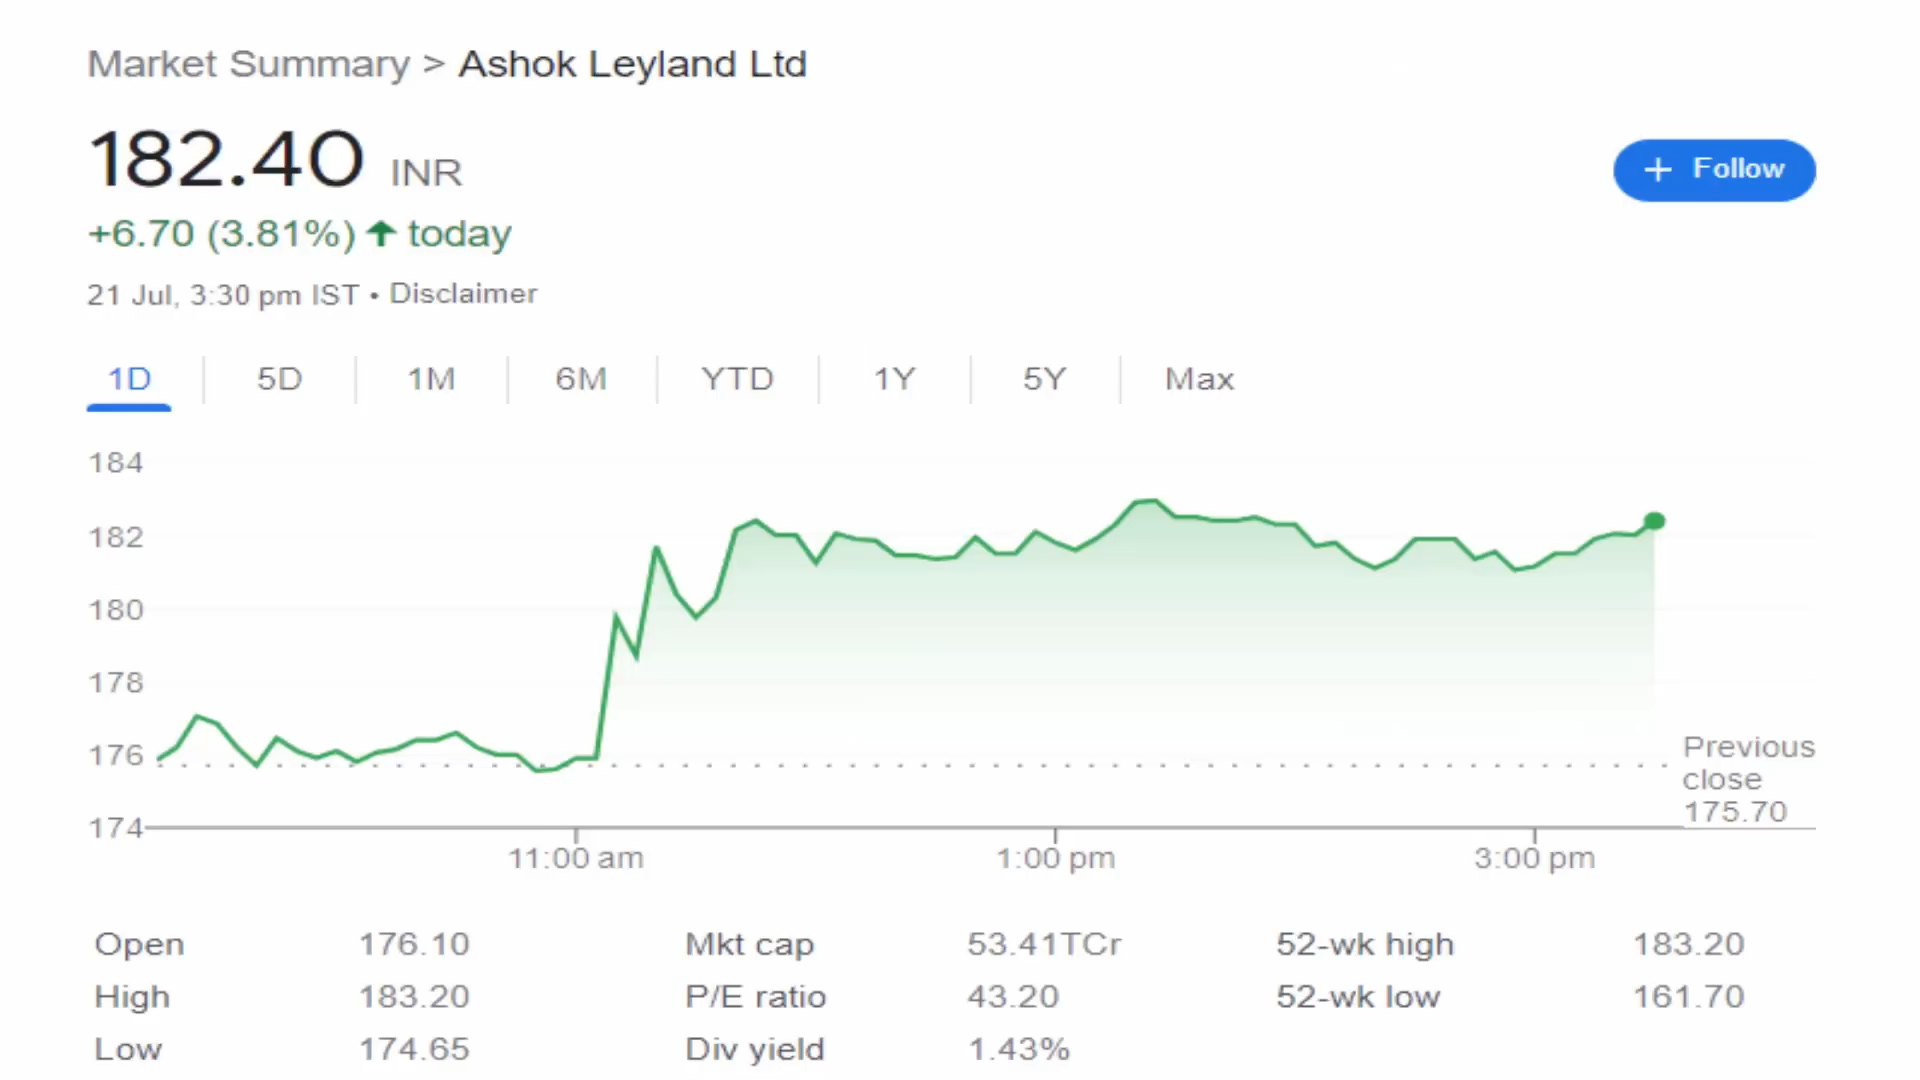 Market Summary > Ashok Leyland Ltd
182.40 INR
+ Follow
+6.70 (3.81%) ↑ today
21 Jul, 3:30 pm IST • Disclaimer
1D 5D 1M 6M YTD 1Y 5Y Max
184
182
180
178
176
174
Previous
close
175.70
11:00 am 1:00 pm 3:00 pm
Open 176.10 Mkt cap 53.41TCr 52-wk high 183.20
High 183.20 P/E ratio 43.20 52-wk low 161.70
Low 174.65 Div yield 1.43%